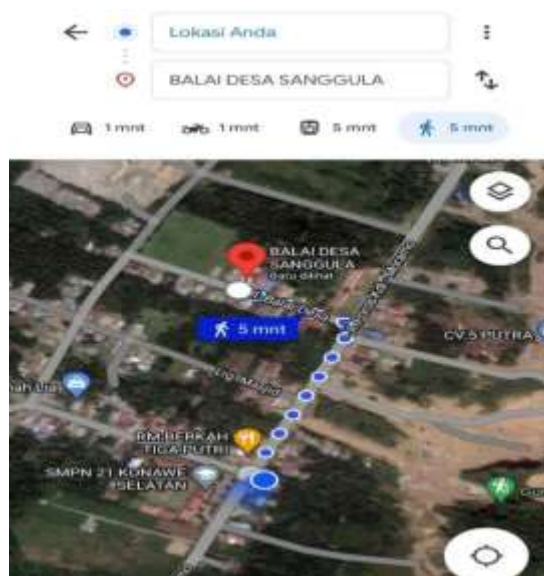 Lokasi Anda
BALAI DESA SANGGULA
1 mnt
1 mnt
5 mnt
5 mnt
BALAI DESA
SANGGULA
Baru dilihat
5 mnt
CV.5 PUTRA
RM.BERKAH
TIGA PUTRI
SMPN 21 KONAWE
SELATAN